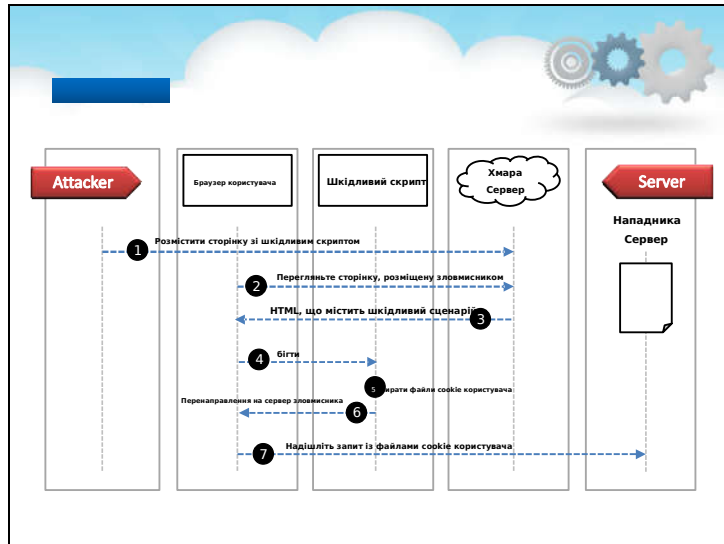 Attacker
Браузер користувача
Шкідливий скрипт
Хмара
Сервер
Server
Нападника
Сервер
1
Розмістити сторінку зі шкідливим скриптом
2
Перегляньте сторінку, розміщену зловмисником
HTML, що містить шкідливий сценарій
3
4
бігти
5
ирати файли cookie користувача
Перенаправлення на сервер зловмисника
6
7
Надішліть запит із файлами cookie користувача